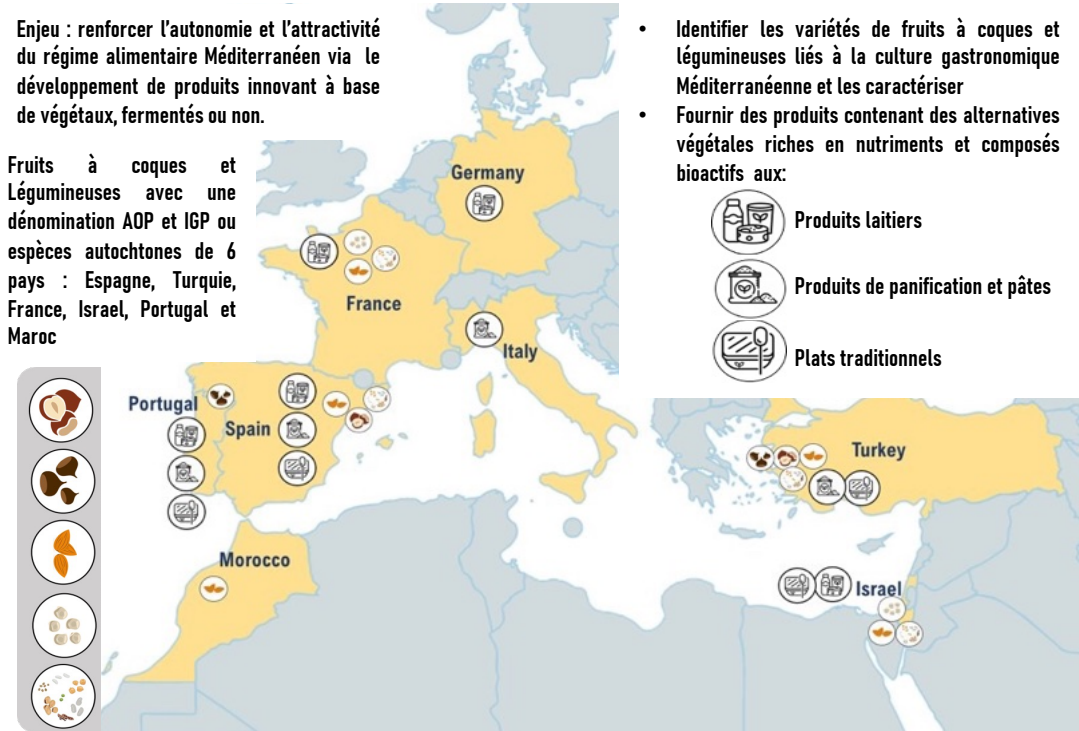 Enjeu : renforcer l'autonomie et l'attractivité
du régime alimentaire Méditerranéen via le
développement de produits innovant à base
de végétaux, fermentés ou non.
Fruits à coques et
Légumineuses avec une
dénomination AOP et IGP ou
espèces autochtones de 6
pays : Espagne, Turquie,
France, Israel, Portugal et
Maroc
• Identifier les variétés de fruits à coques et
légumineuses liés à la culture gastronomique
Méditerranéenne et les caractériser
• Fournir des produits contenant des alternatives
végétales riches en nutriments et composés
bioactifs aux:
Produits laitiers
Produits de panification et pâtes
Plats traditionnels
Germany
France
Italy
Portugal
Spain
Turkey
Morocco
Israel